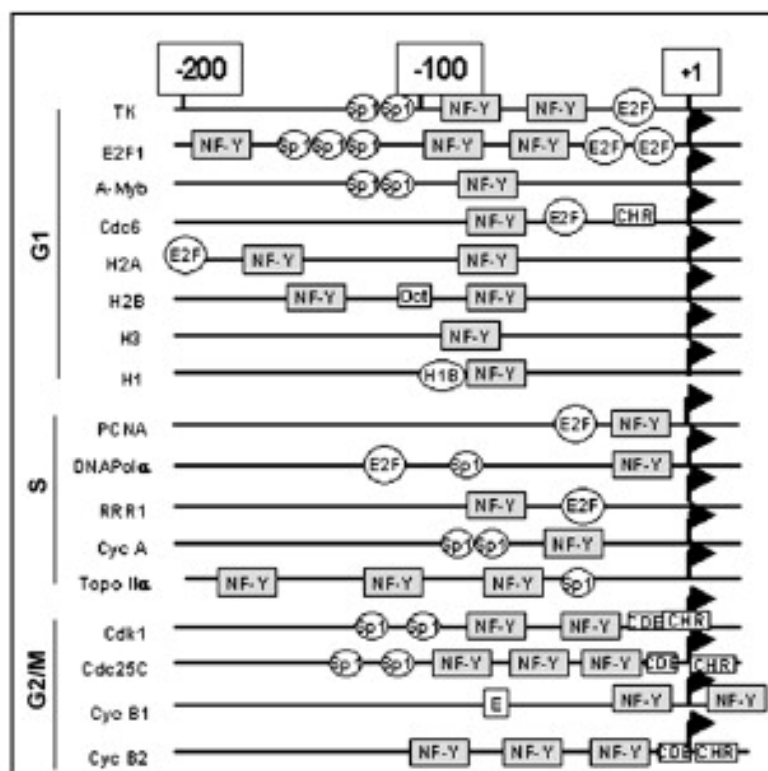 -200 -100 +1
TK Sp1 Sp1 NF-Y NF-Y E2F
E2F1 NF-Y Sp1 Sp1 Sp1 NF-Y NF-Y E2F E2F
A-Myb Sp1 Sp1 NF-Y
Cdc6 NF-Y E2F CHR
H2A E2F NF-Y NF-Y
H2B NF-Y Oct NF-Y
H3 NF-Y
H1 H1B NF-Y
G1
PCNA E2F NF-Y
DNAPolα E2F Sp1 NF-Y
RRR1 NF-Y E2F
Cyc A Sp1 Sp1 NF-Y
Topo IIα NF-Y NF-Y NF-Y Sp1
S
Cdk1 Sp1 Sp1 NF-Y NF-Y CDE CHR
Cdc25C Sp1 Sp1 NF-Y NF-Y NF-Y CDE CHR
Cyc B1 E NF-Y NF-Y
Cyc B2 NF-Y NF-Y NF-Y CDE CHR
G2/M